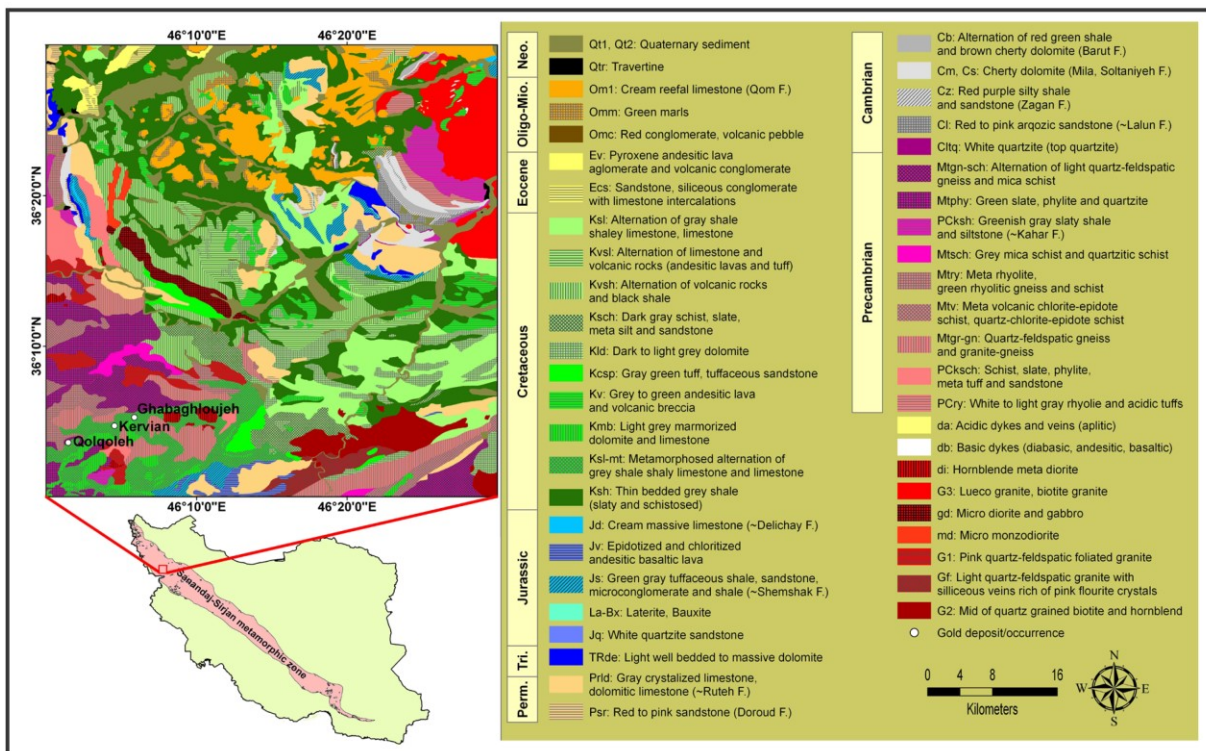 46°10'0"E
46°20'0"E
36°20'0"N
36°10'0"N
Ghabaghloujeh
Kervian
Qolqoleh
46°10'0"E
46°20'0"E
Sanandaj-Sirjan metamorphic zone
Neo.
Qt1, Qt2: Quaternary sediment
Qtr: Travertine
Oligo-Mio.
Om1: Cream reefal limestone (Qom F.)
Omm: Green marls
Omc: Red conglomerate, volcanic pebble
Eocene
Ev: Pyroxene andesitic lava
aglomerate and volcanic conglomerate
Ecs: Sandstone, siliceous conglomerate
with limestone intercalations
Cretaceous
Ksl: Alternation of gray shale
shaley limestone, limestone
Kvsl: Alternation of limestone and
volcanic rocks (andesitic lavas and tuff)
Kvsh: Alternation of volcanic rocks
and black shale
Ksch: Dark gray schist, slate,
meta silt and sandstone
Kld: Dark to light grey dolomite
Kcsp: Gray green tuff, tuffaceous sandstone
Kv: Grey to green andesitic lava
and volcanic breccia
Kmb: Light grey marmorized
dolomite and limestone
Ksl-mt: Metamorphosed alternation of
grey shale shaly limestone and limestone
Ksh: Thin bedded grey shale
(slaty and schistosed)
Jurassic
Jd: Cream massive limestone (~Delichay F.)
Jv: Epidotized and chloritized
andesitic basaltic lava
Js: Green gray tuffaceous shale, sandstone,
microconglomerate and shale (~Shemshak F.)
La-Bx: Laterite, Bauxite
Jq: White quartzite sandstone
Tri.
TRde: Light well bedded to massive dolomite
Perm.
Prld: Gray crystalized limestone,
dolomitic limestone (~Ruteh F.)
Psr: Red to pink sandstone (Doroud F.)
Cambrian
Cb: Alternation of red green shale
and brown cherty dolomite (Barut F.)
Cm, Cs: Cherty dolomite (Mila, Soltaniyeh F.)
Cz: Red purple silty shale
and sandstone (Zagan F.)
Cl: Red to pink arqozic sandstone (~Lalun F.)
Cltq: White quartzite (top quartzite)
Precambrian
Mtgn-sch: Alternation of light quartz-feldspatic
gneiss and mica schist
Mtphy: Green slate, phylite and quartzite
PCksh: Greenish gray slaty shale
and siltstone (~Kahar F.)
Mtsch: Grey mica schist and quartzitic schist
Mtry: Meta rhyolite,
green rhyolitic gneiss and schist
Mtv: Meta volcanic chlorite-epidote
schist, quartz-chlorite-epidote schist
Mtgr-gn: Quartz-feldspatic gneiss
and granite-gneiss
PCksch: Schist, slate, phylite,
meta tuff and sandstone
PCry: White to light gray rhyolie and acidic tuffs
da: Acidic dykes and veins (aplitic)
db: Basic dykes (diabasic, andesitic, basaltic)
di: Hornblende meta diorite
G3: Lueco granite, biotite granite
gd: Micro diorite and gabbro
md: Micro monzodiorite
G1: Pink quartz-feldspatic foliated granite
Gf: Light quartz-feldspatic granite with
siliceous veins rich of pink flourite crystals
G2: Mid of quartz grained biotite and hornblend
Gold deposit/occurrence
0 4 8 16
Kilometers
N
W E
S